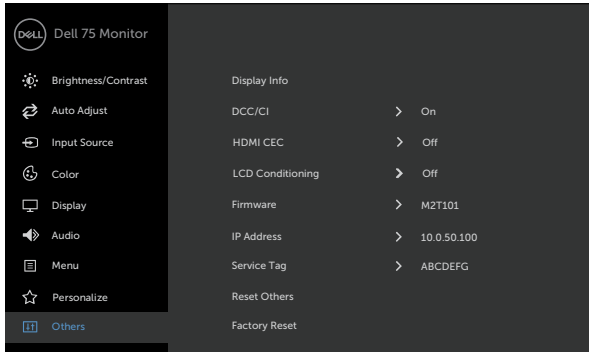 DELL Dell 75 Monitor
Brightness/Contrast Display Info
Auto Adjust DCC/CI > On
Input Source HDMI CEC > Off
Color LCD Conditioning > Off
Display Firmware > M2T101
Audio IP Address > 10.0.50.100
Menu Service Tag > ABCDEFG
Personalize Reset Others
Others Factory Reset